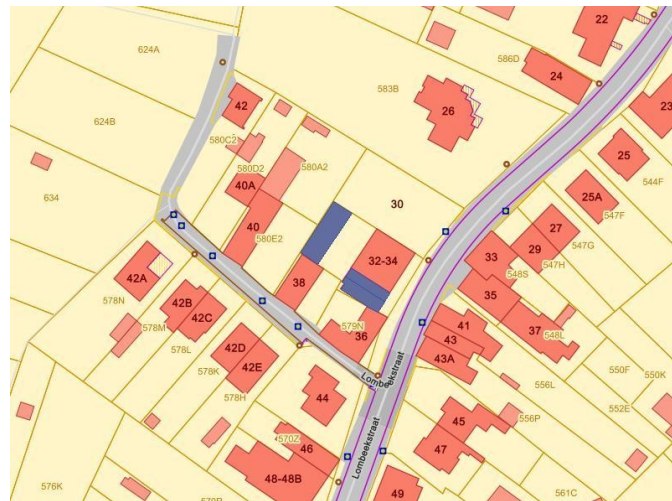 22
624A
586D
24
583B
42
26
23
624B
580C2
25
544F
580D2
580A2
634
40A
25A
547F
30
40
27
580E2
29
547G
33
32-34
547H
42A
548S
38
35
578N
42B
41
37
578M
42C
579N
36
43
548L
578L
42D
43A
550F
550K
578K
42E
Lombeekstraat
556L
44
552E
578H
45
556P
570Z
46
47
Lombeekstraat
48-48B
576K
49
561C